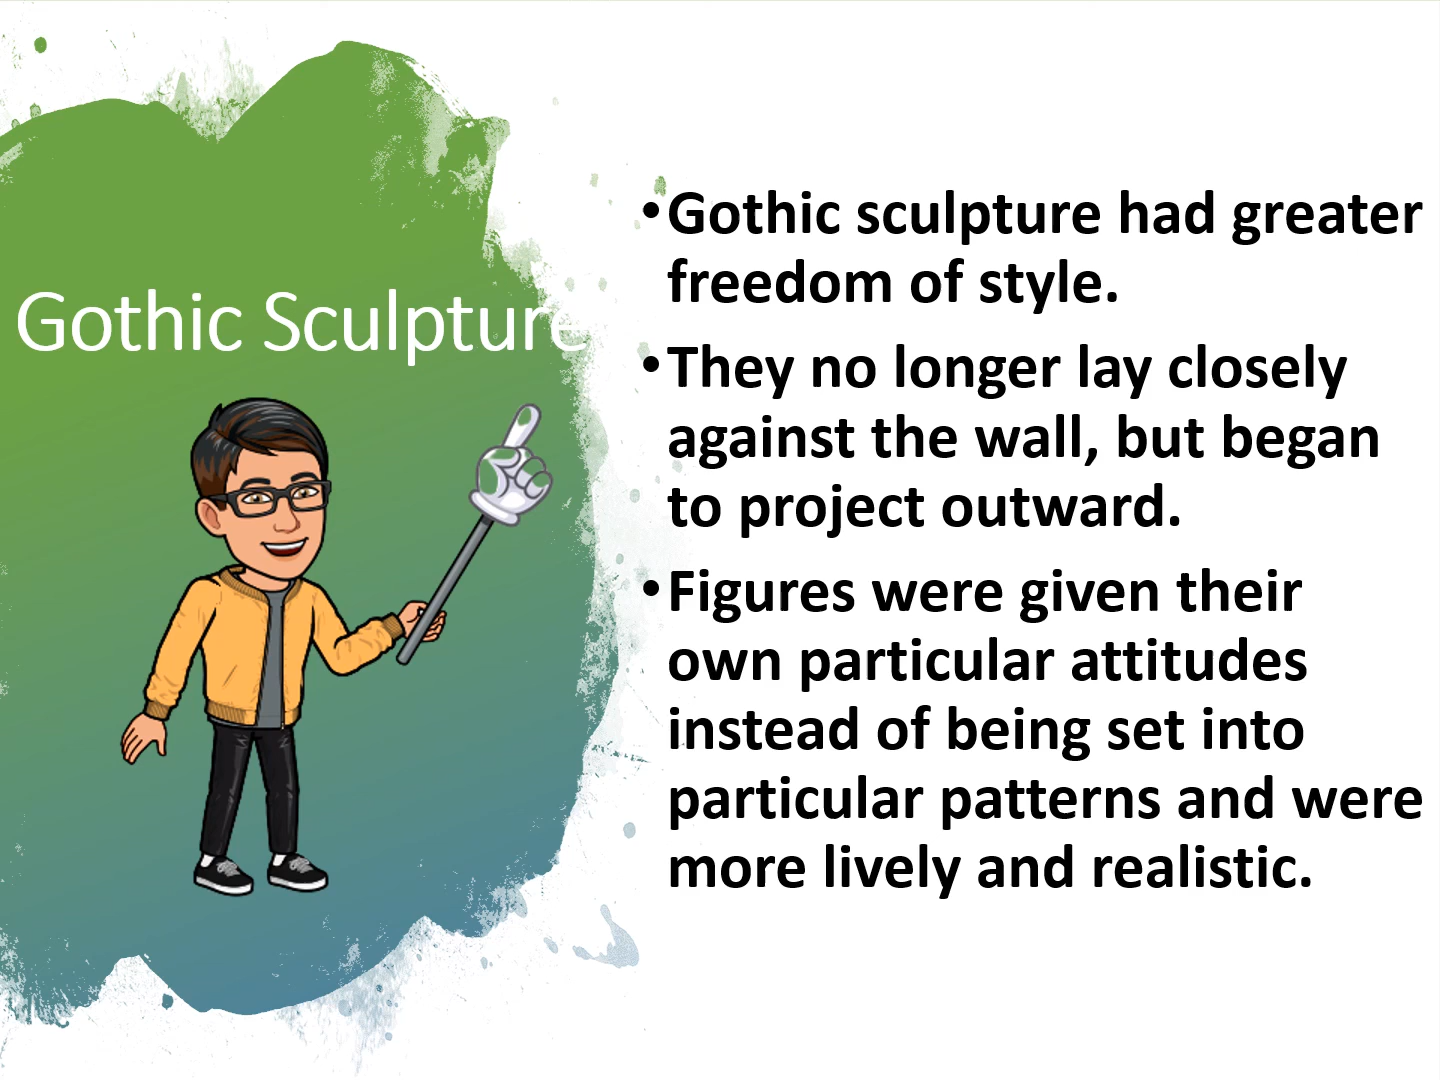 Gothic Sculpture
•Gothic sculpture had greater
freedom of style.
•They no longer lay closely
against the wall, but began
to project outward.
•Figures were given their
own particular attitudes
instead of being set into
particular patterns and were
more lively and realistic.